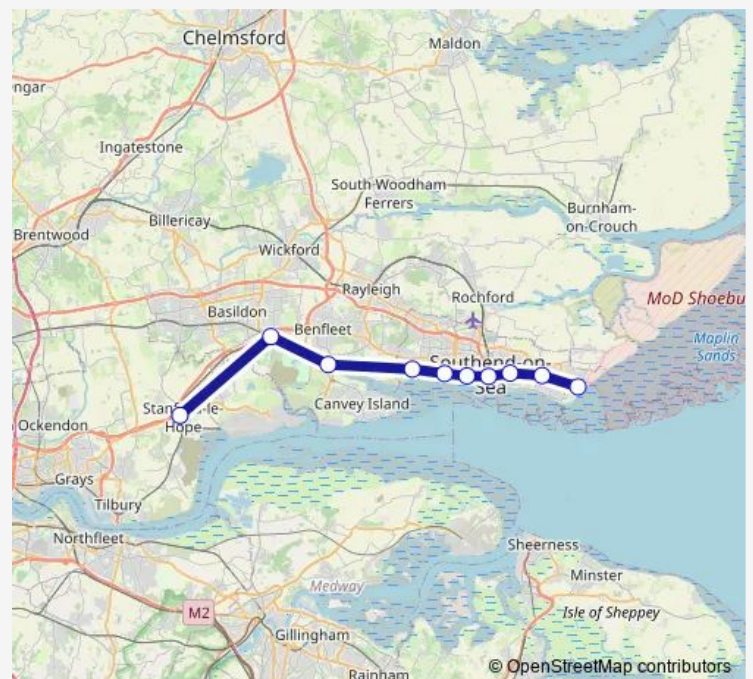 Chelmsford
Maldon
ngar
Ingatestone
South Woodham
Ferrers
Burnham-
on-Crouch
Brentwood
Billericay
Wickford
Rayleigh
Rochford
MoD Shoebu
Basildon
Benfleet
Maplin
Sands
Southend-on-
Sea
Canvey Island
Stanford-le-
Hope
Ockendon
Grays
Tilbury
Northfleet
Sheerness
Minster
Medway
Isle of Sheppey
M2
Gillingham
Rainham
© OpenStreetMap contributors